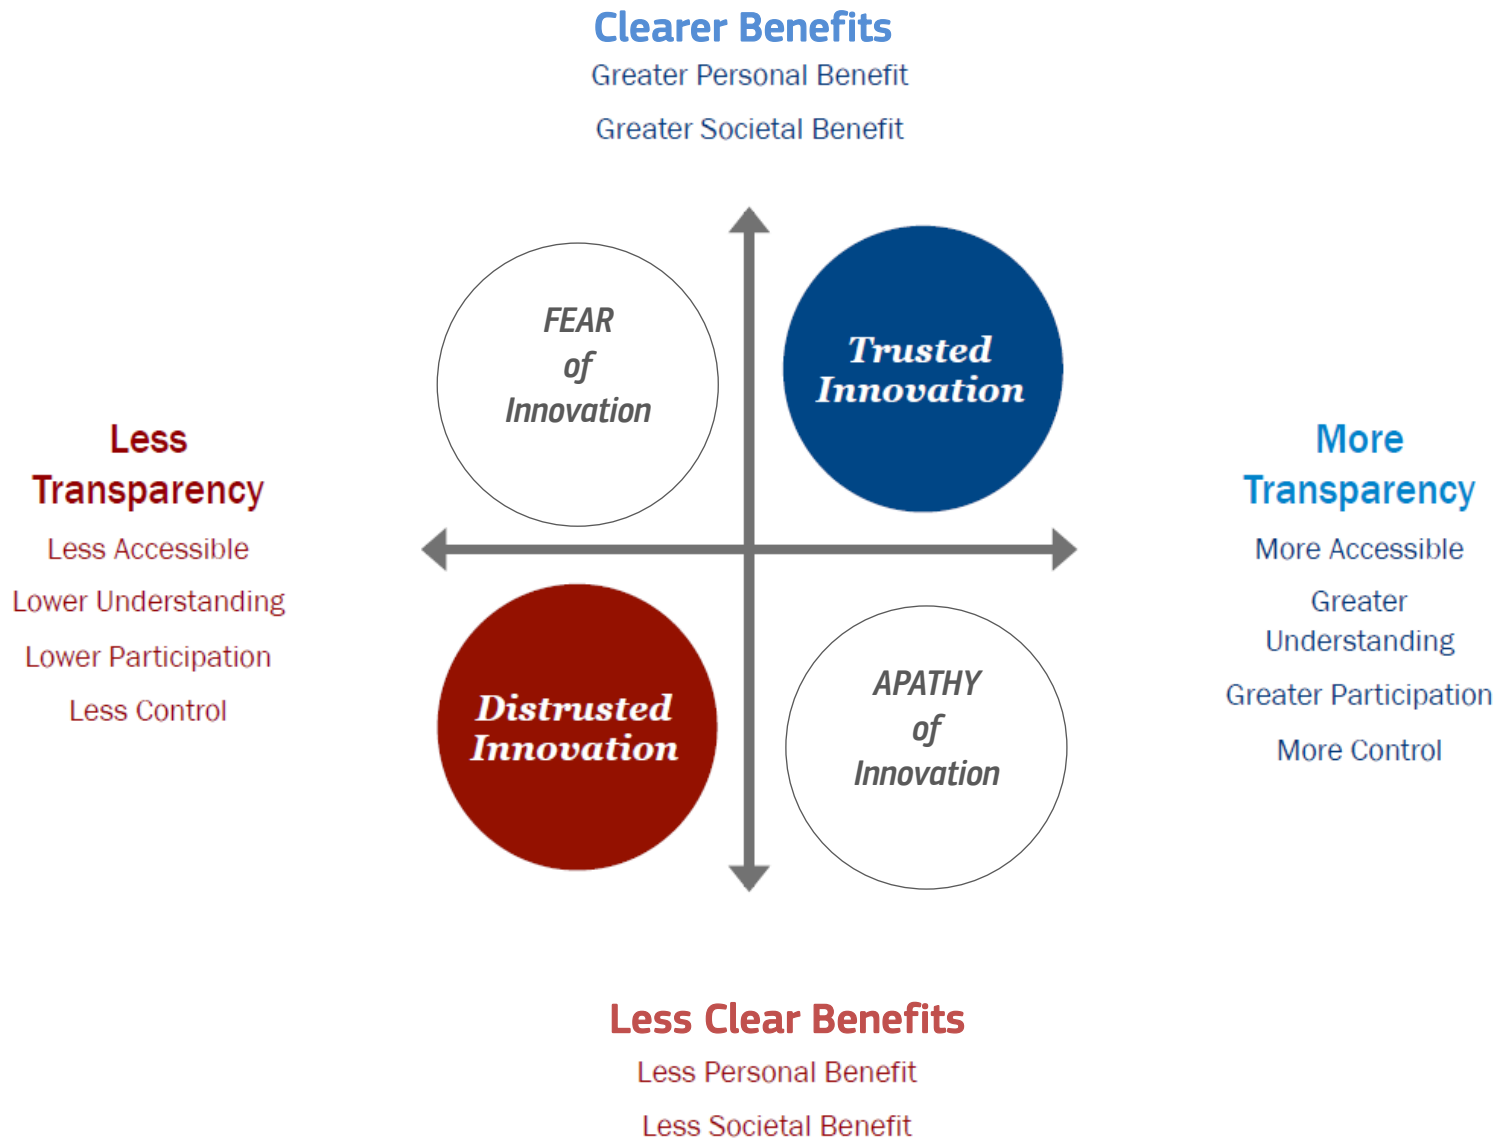 Clearer Benefits
Greater Personal Benefit
Greater Societal Benefit
FEAR
of
Innovation
Trusted
Innovation
Less
Transparency
Less Accessible
Lower Understanding
Lower Participation
Less Control
More
Transparency
More Accessible
Greater
Understanding
Greater Participation
More Control
Distrusted
Innovation
APATHY
of
Innovation
Less Clear Benefits
Less Personal Benefit
Less Societal Benefit